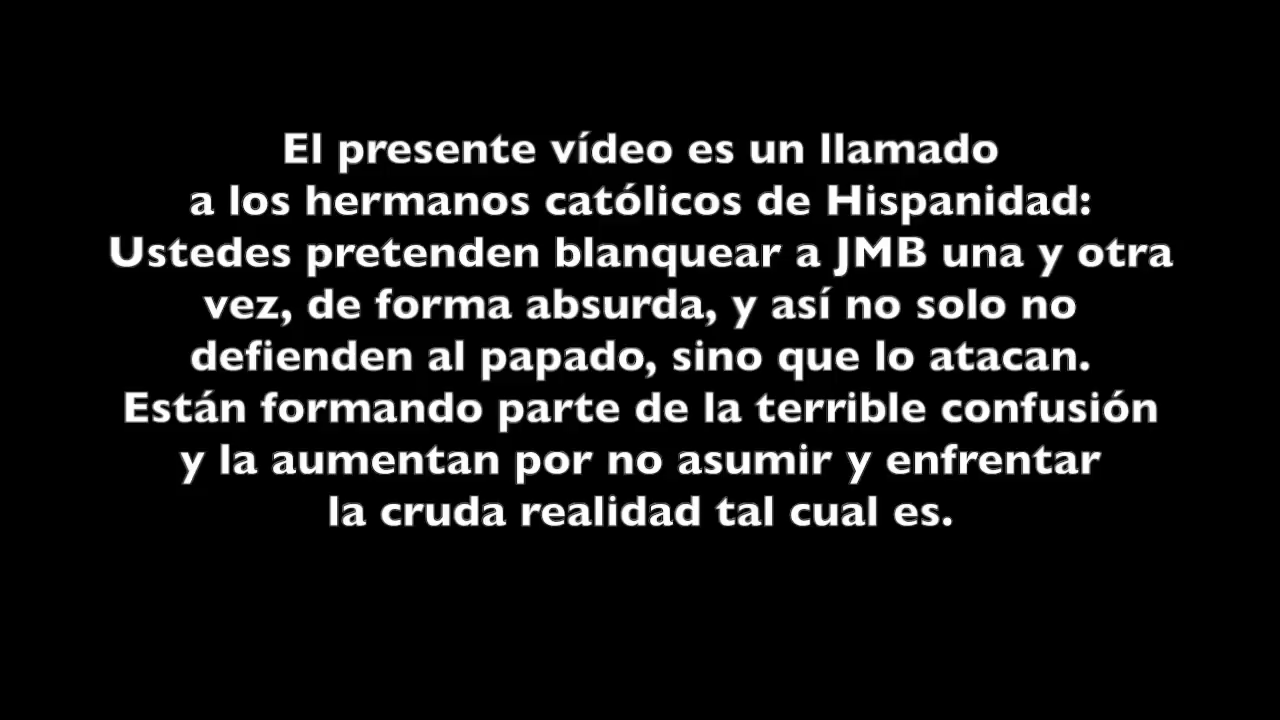 El presente vídeo es un llamado
a los hermanos católicos de Hispanidad:
Ustedes pretenden blanquear a JMB una y otra
vez, de forma absurda, y así no solo no
defienden al papado, sino que lo atacan.
Están formando parte de la terrible confusión
y la aumentan por no asumir y enfrentar
la cruda realidad tal cual es.